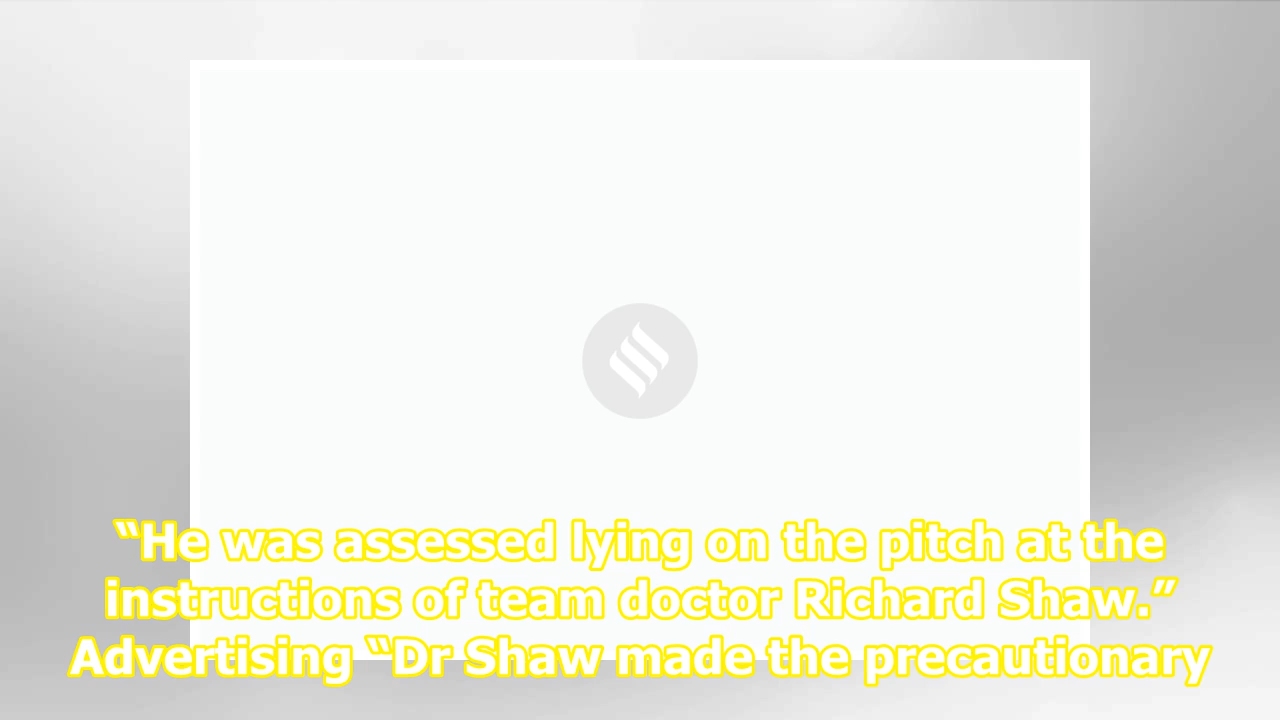 “He was assessed lying on the pitch at the
instructions of team doctor Richard Shaw.”
Advertising “Dr Shaw made the precautionary